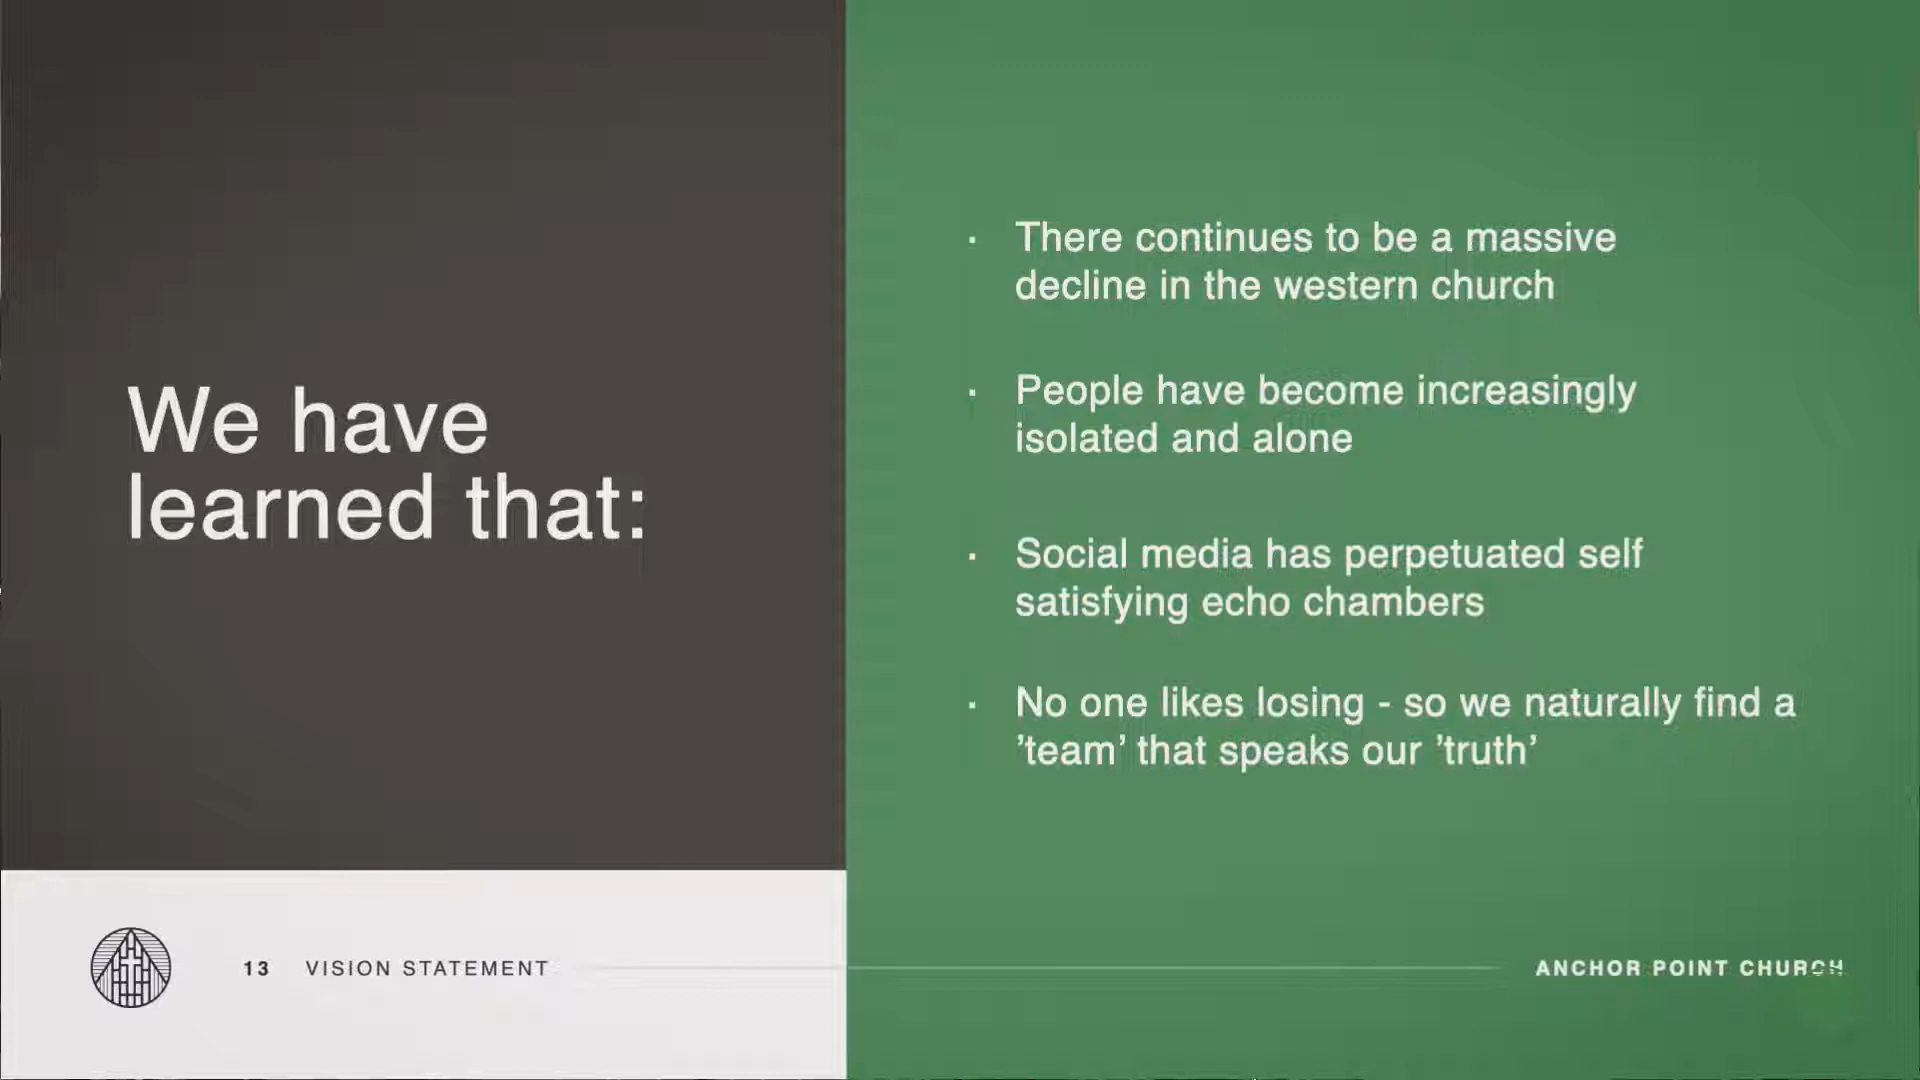 We have
learned that:
· There continues to be a massive
decline in the western church
· People have become increasingly
isolated and alone
· Social media has perpetuated self
satisfying echo chambers
· No one likes losing - so we naturally find a
’team’ that speaks our ’truth’
13 VISION STATEMENT
ANCHOR POINT CHURCH